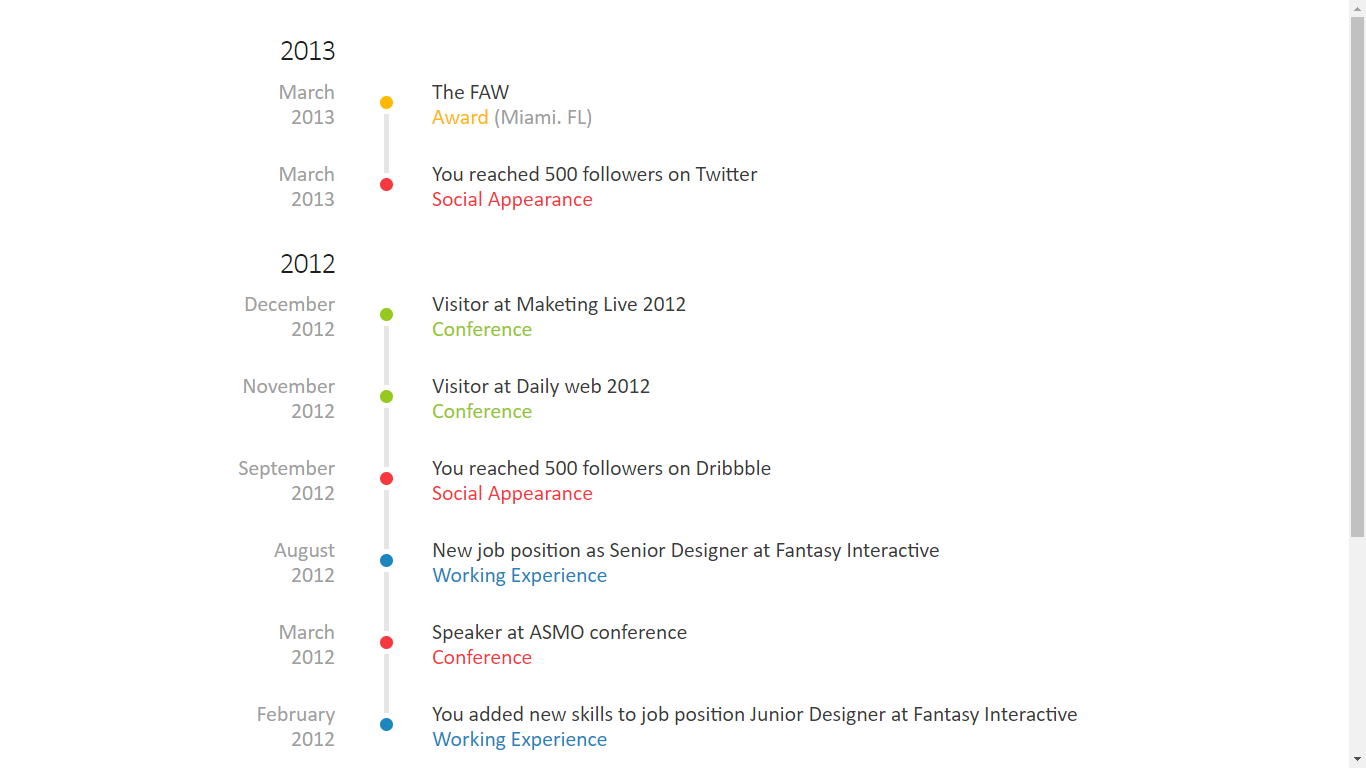 2013
March
2013
The FAW
Award (Miami. FL)
March
2013
You reached 500 followers on Twitter
Social Appearance
2012
December
2012
Visitor at Maketing Live 2012
Conference
November
2012
Visitor at Daily web 2012
Conference
September
2012
You reached 500 followers on Dribbble
Social Appearance
August
2012
New job position as Senior Designer at Fantasy Interactive
Working Experience
March
2012
Speaker at ASMO conference
Conference
February
2012
You added new skills to job position Junior Designer at Fantasy Interactive
Working Experience